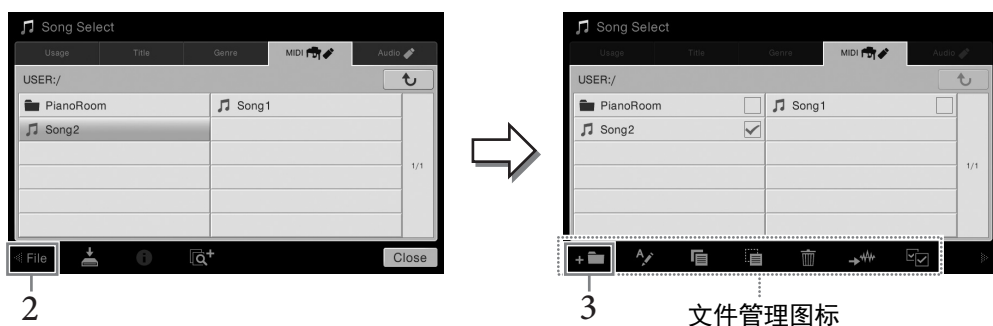 Song Select
Usage Title Genre MIDI Audio
USER:/
PianoRoom Song1
Song2
1/1
File Close
2
Song Select
Usage Title Genre MIDI Audio
USER:/
PianoRoom Song1
Song2
1/1
3
文件管理图标